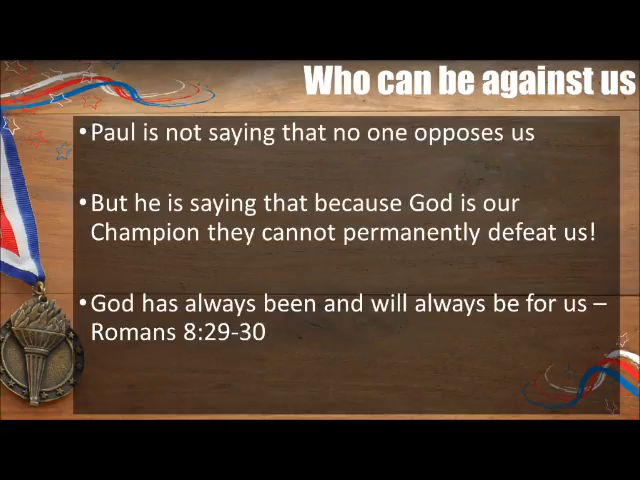 Who can be against us
•Paul is not saying that no one opposes us
•But he is saying that because God is our
Champion they cannot permanently defeat us!
•God has always been and will always be for us –
Romans 8:29-30